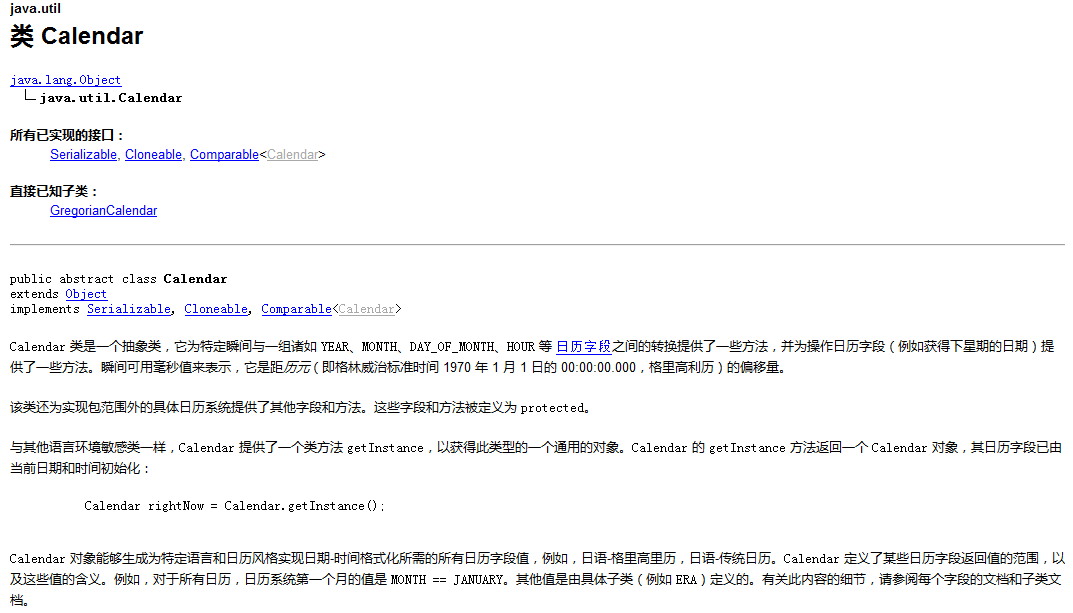 java.util
类 Calendar
java.lang.Object
java.util.Calendar
所有已实现的接口：
Serializable, Cloneable, Comparable<Calendar>
直接已知子类：
GregorianCalendar
public abstract class Calendar
extends Object
implements Serializable, Cloneable, Comparable<Calendar>
Calendar 类是一个抽象类，它为特定瞬间与一组诸如 YEAR、MONTH、DAY_OF_MONTH、HOUR 等 日历字段之间的转换提供了一些方法，并为操作日历字段（例如获得下星期的日期）提
供了一些方法。瞬间可用毫秒值来表示，它是距历元（即格林威治标准时间 1970 年 1 月 1 日的 00:00:00.000，格里高利历）的偏移量。
该类还为实现包范围外的具体日历系统提供了其他字段和方法。这些字段和方法被定义为 protected。
与其他语言环境敏感类一样，Calendar 提供了一个类方法 getInstance，以获得此类型的一个通用的对象。Calendar 的 getInstance 方法返回一个 Calendar 对象，其日历字段已由
当前日期和时间初始化：
Calendar rightNow = Calendar.getInstance();
Calendar 对象能够生成为特定语言和日历风格实现日期-时间格式化所需的所有日历字段值，例如，日语-格里高里历，日语-传统日历。Calendar 定义了某些日历字段返回值的范围，以
及这些值的含义。例如，对于所有日历，日历系统第一个月的值是 MONTH == JANUARY。其他值是由具体子类（例如 ERA）定义的。有关此内容的细节，请参阅每个字段的文档和子类文
档。